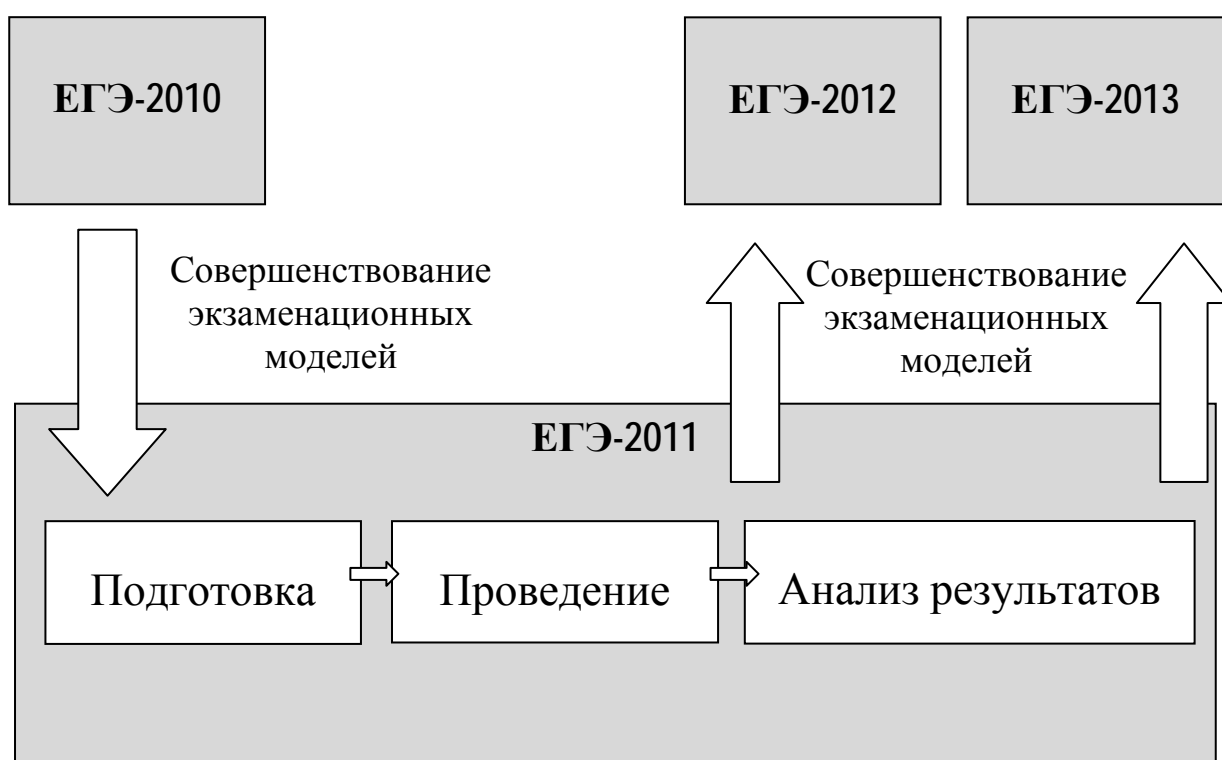 ЕГЭ-2010
ЕГЭ-2012
ЕГЭ-2013
Совершенствование
экзаменационных
моделей
Совершенствование
экзаменационных
моделей
ЕГЭ-2011
Подготовка
Проведение
Анализ результатов